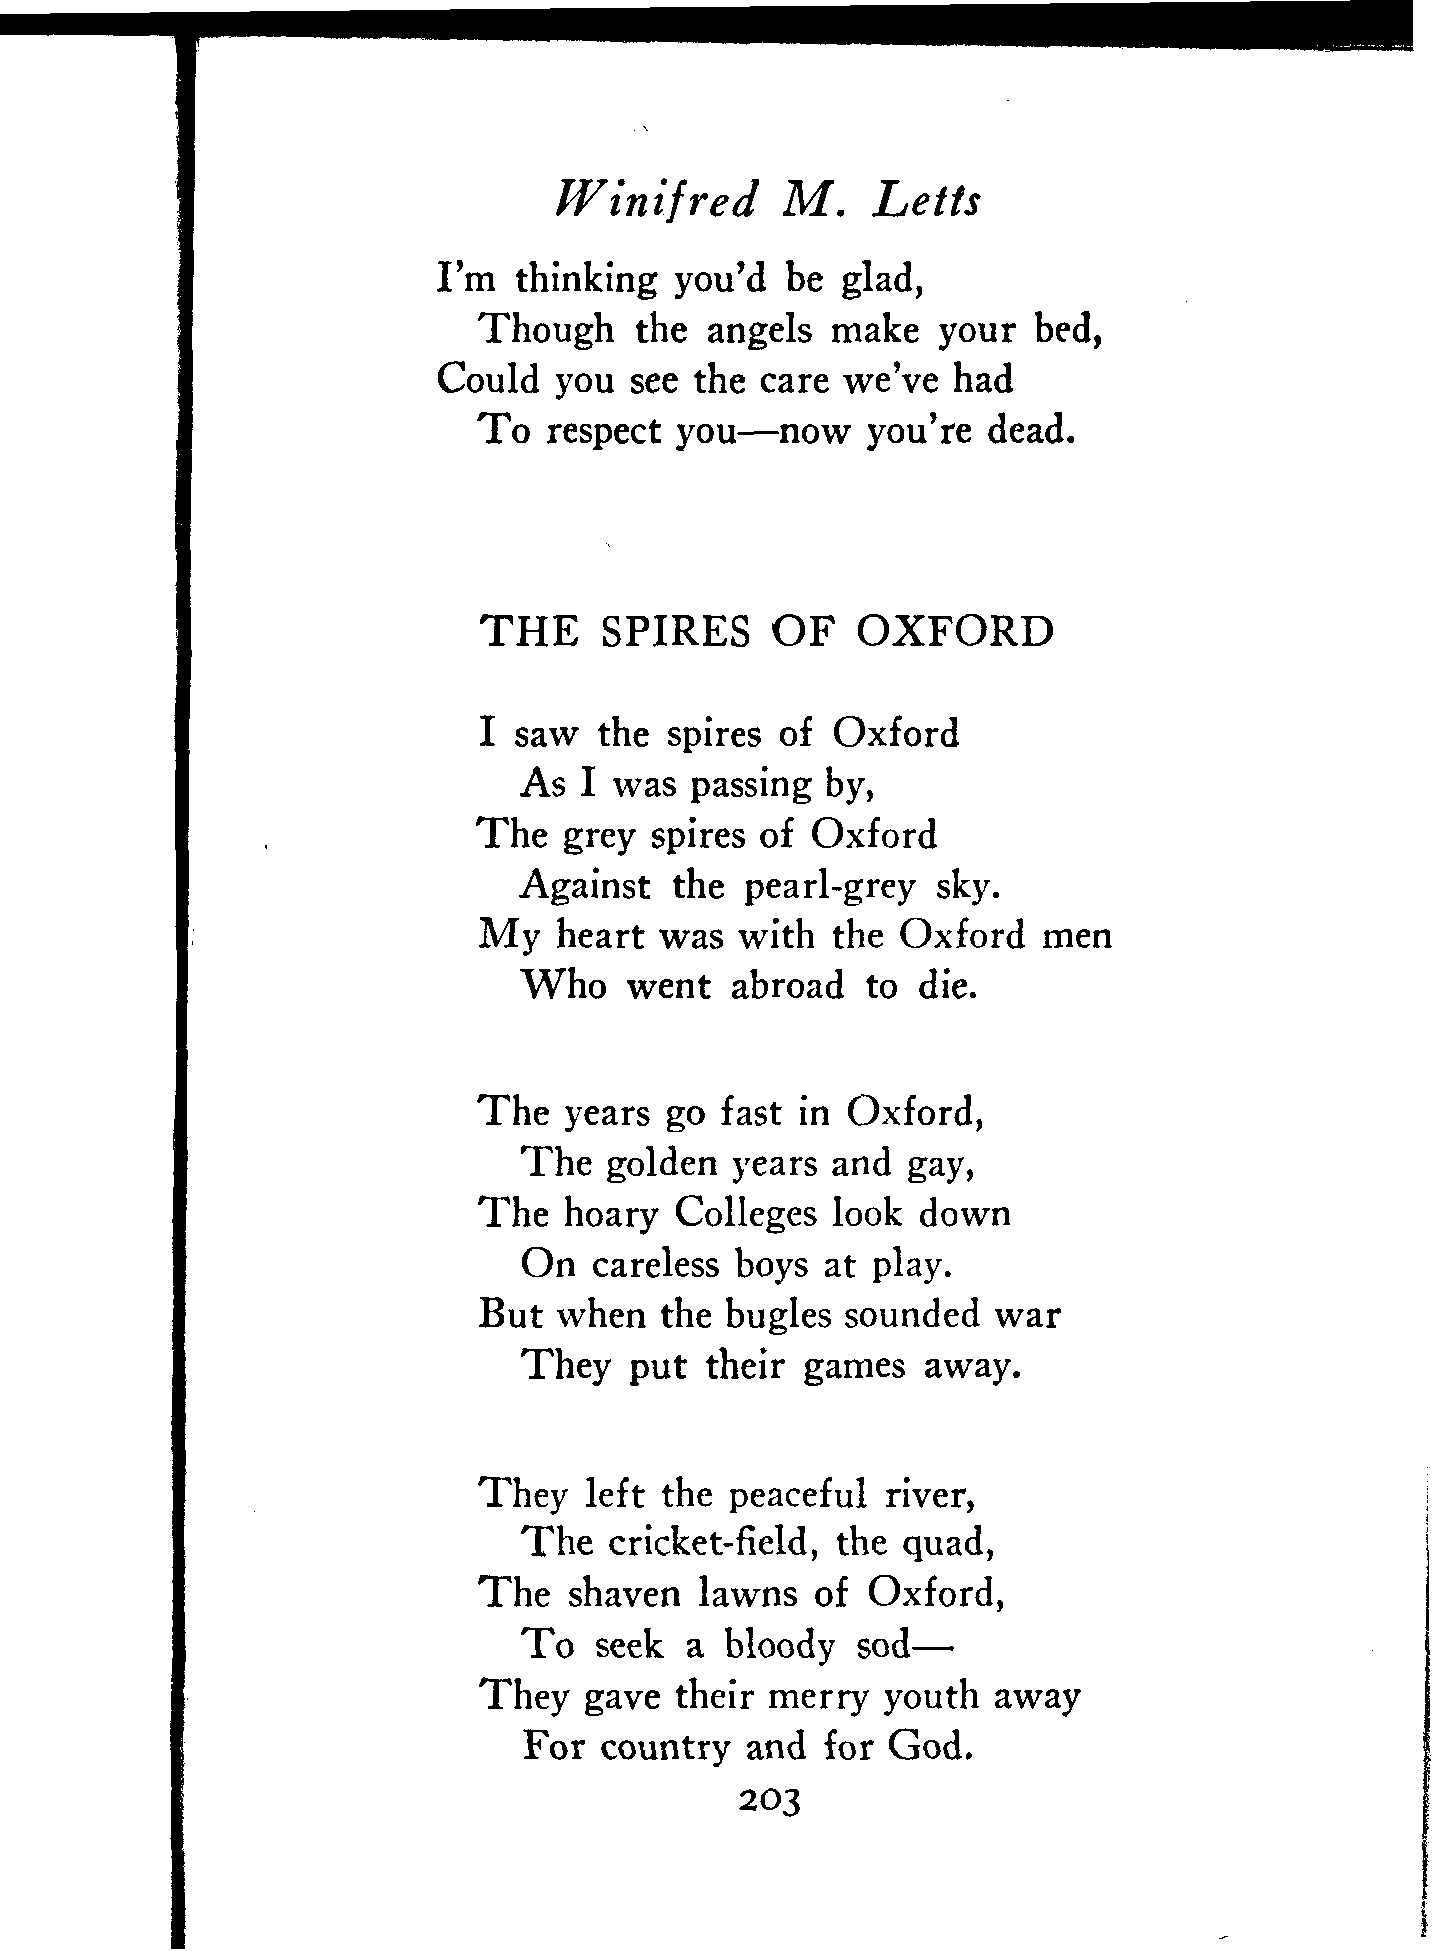 Winifred M. Letts
I'm thinking you'd be glad,
Though the angels make your bed,
Could you see the care we've had
To respect you—now you're dead.
THE SPIRES OF OXFORD
I saw the spires of Oxford
As I was passing by,
The grey spires of Oxford
Against the pearl-grey sky.
My heart was with the Oxford men
Who went abroad to die.
The years go fast in Oxford,
The golden years and gay,
The hoary Colleges look down
On careless boys at play.
But when the bugles sounded war
They put their games away.
They left the peaceful river,
The cricket-field, the quad,
The shaven lawns of Oxford,
To seek a bloody sod—
They gave their merry youth away
For country and for God.
203